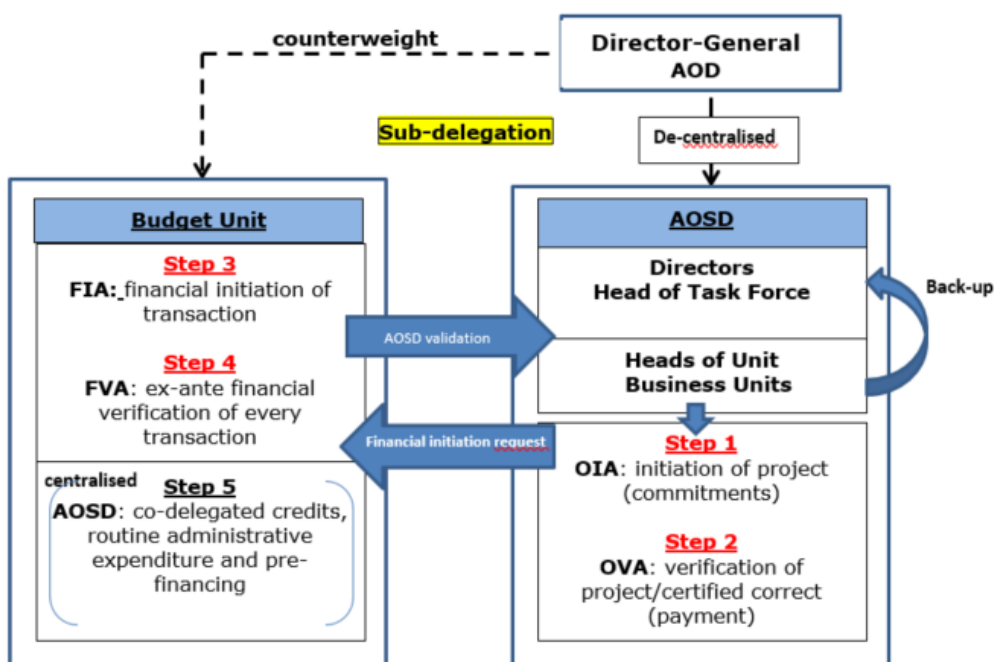 counterweight
Director-General
AOD
Sub-delegation
De-centralised
Budget Unit
Step 3
FIA: financial initiation of
transaction
Step 4
FVA: ex-ante financial
verification of every
transaction
centralised
Step 5
AOSD: co-delegated credits,
routine administrative
expenditure and pre-
financing
AOSD validation
Financial initiation request
AOSD
Directors
Head of Task Force
Heads of Unit
Business Units
Back-up
Step 1
OIA: initiation of project
(commitments)
Step 2
OVA: verification of
project/certified correct
(payment)